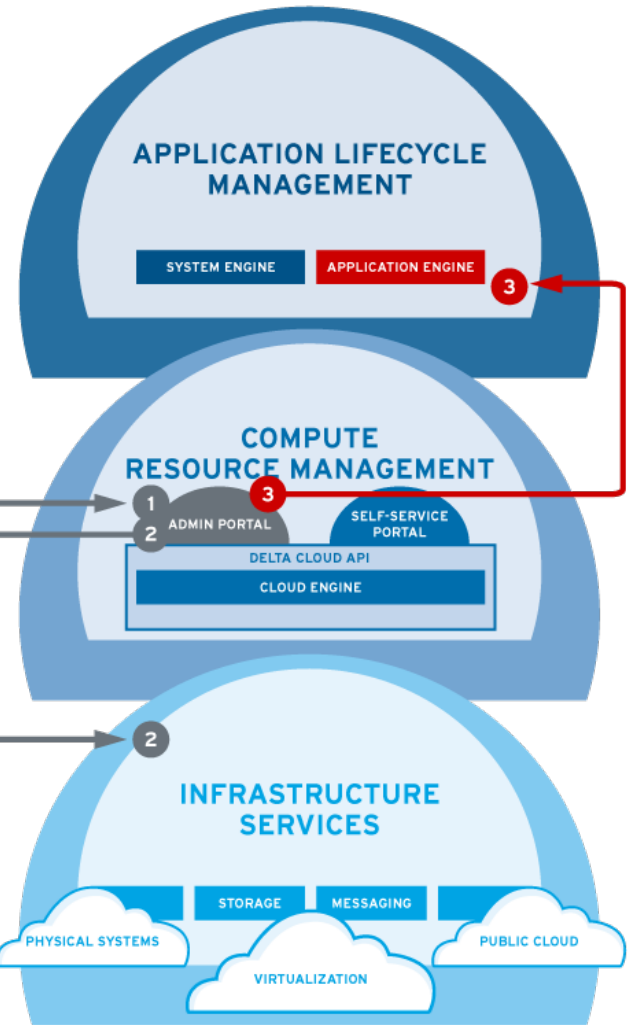 APPLICATION LIFECYCLE
MANAGEMENT
SYSTEM ENGINE
APPLICATION ENGINE
3
COMPUTE
RESOURCE MANAGEMENT
3
1
2
ADMIN PORTAL
SELF-SERVICE
PORTAL
DELTA CLOUD API
CLOUD ENGINE
2
INFRASTRUCTURE
SERVICES
STORAGE
MESSAGING
PHYSICAL SYSTEMS
PUBLIC CLOUD
VIRTUALIZATION